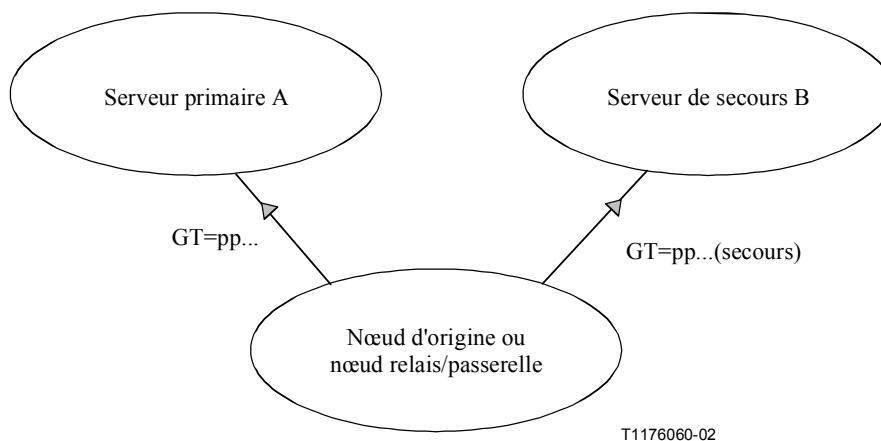 Serveur primaire A
Serveur de secours B
GT=pp...
GT=pp...(secours)
Nœud d'origine ou
nœud relais/passerelle
T1176060-02